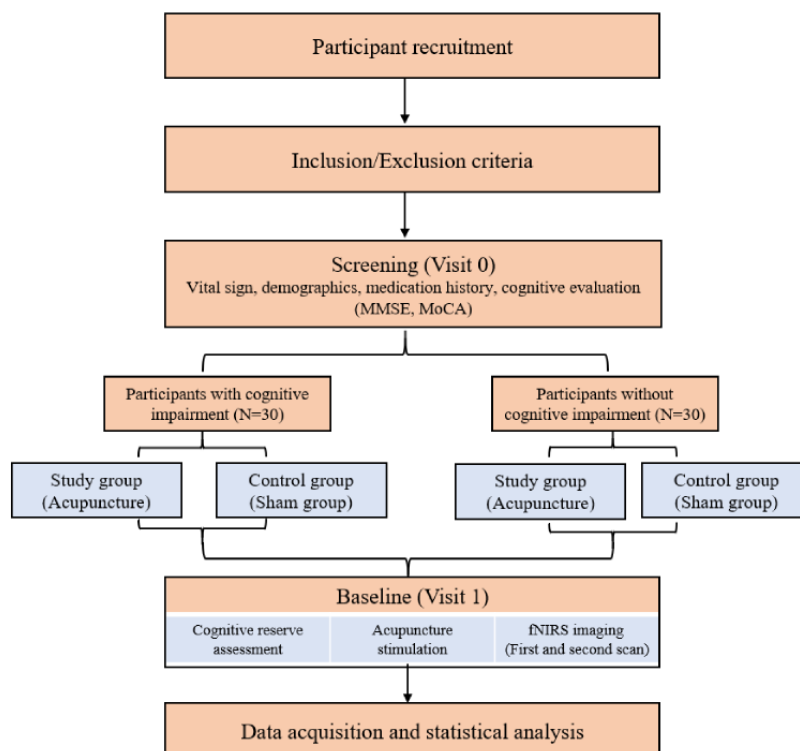 Participant recruitment
Inclusion/Exclusion criteria
Screening (Visit 0)
Vital sign, demographics, medication history, cognitive evaluation
(MMSE, MoCA)
Participants with cognitive
impairment (N=30)
Participants without
cognitive impairment (N=30)
Study group
(Acupuncture)
Control group
(Sham group)
Study group
(Acupuncture)
Control group
(Sham group)
Baseline (Visit 1)
Cognitive reserve
assessment
Acupuncture
stimulation
fNIRS imaging
(First and second scan)
Data acquisition and statistical analysis